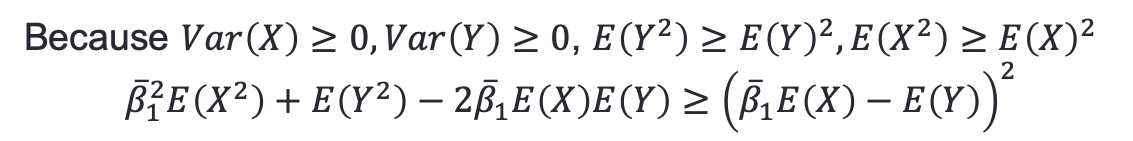 Because Var(X) ≥ 0, Var(Y) ≥ 0, E(Y²) ≥ E(Y)², E(X²) ≥ E(X)²
β̄₁²E(X²) + E(Y²) − 2β̄₁E(X)E(Y) ≥ (β̄₁E(X) − E(Y))²